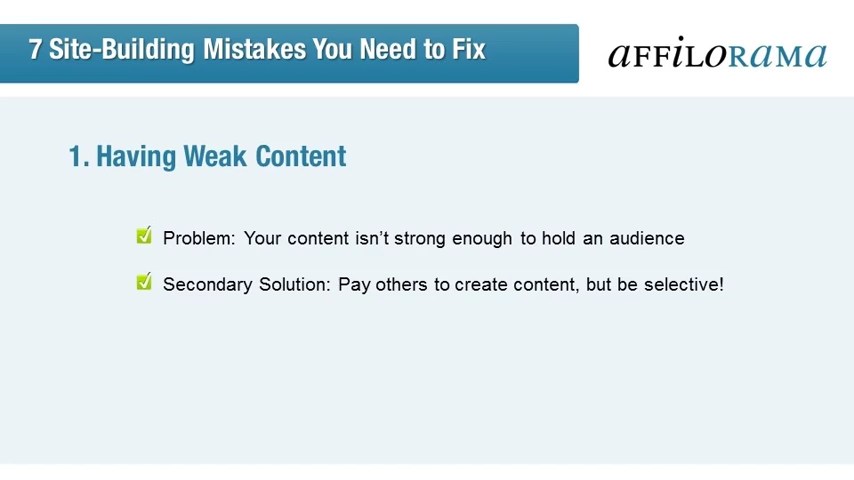 7 Site-Building Mistakes You Need to Fix
AFFiLORAMA
1. Having Weak Content
Problem: Your content isn't strong enough to hold an audience
Secondary Solution: Pay others to create content, but be selective!